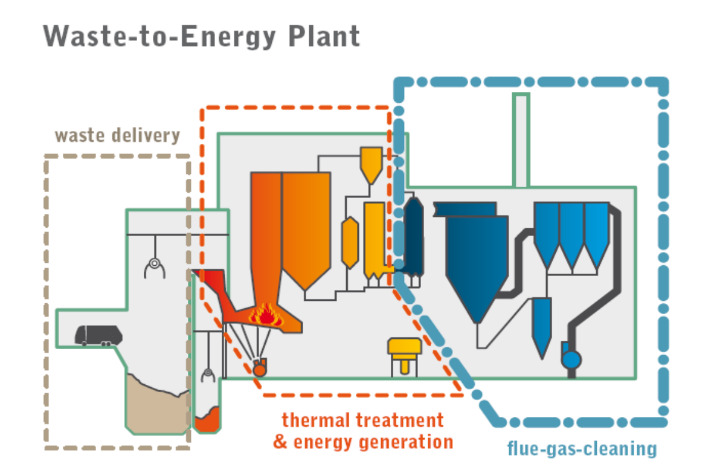 Waste-to-Energy Plant
waste delivery
thermal treatment
& energy generation
flue-gas-cleaning